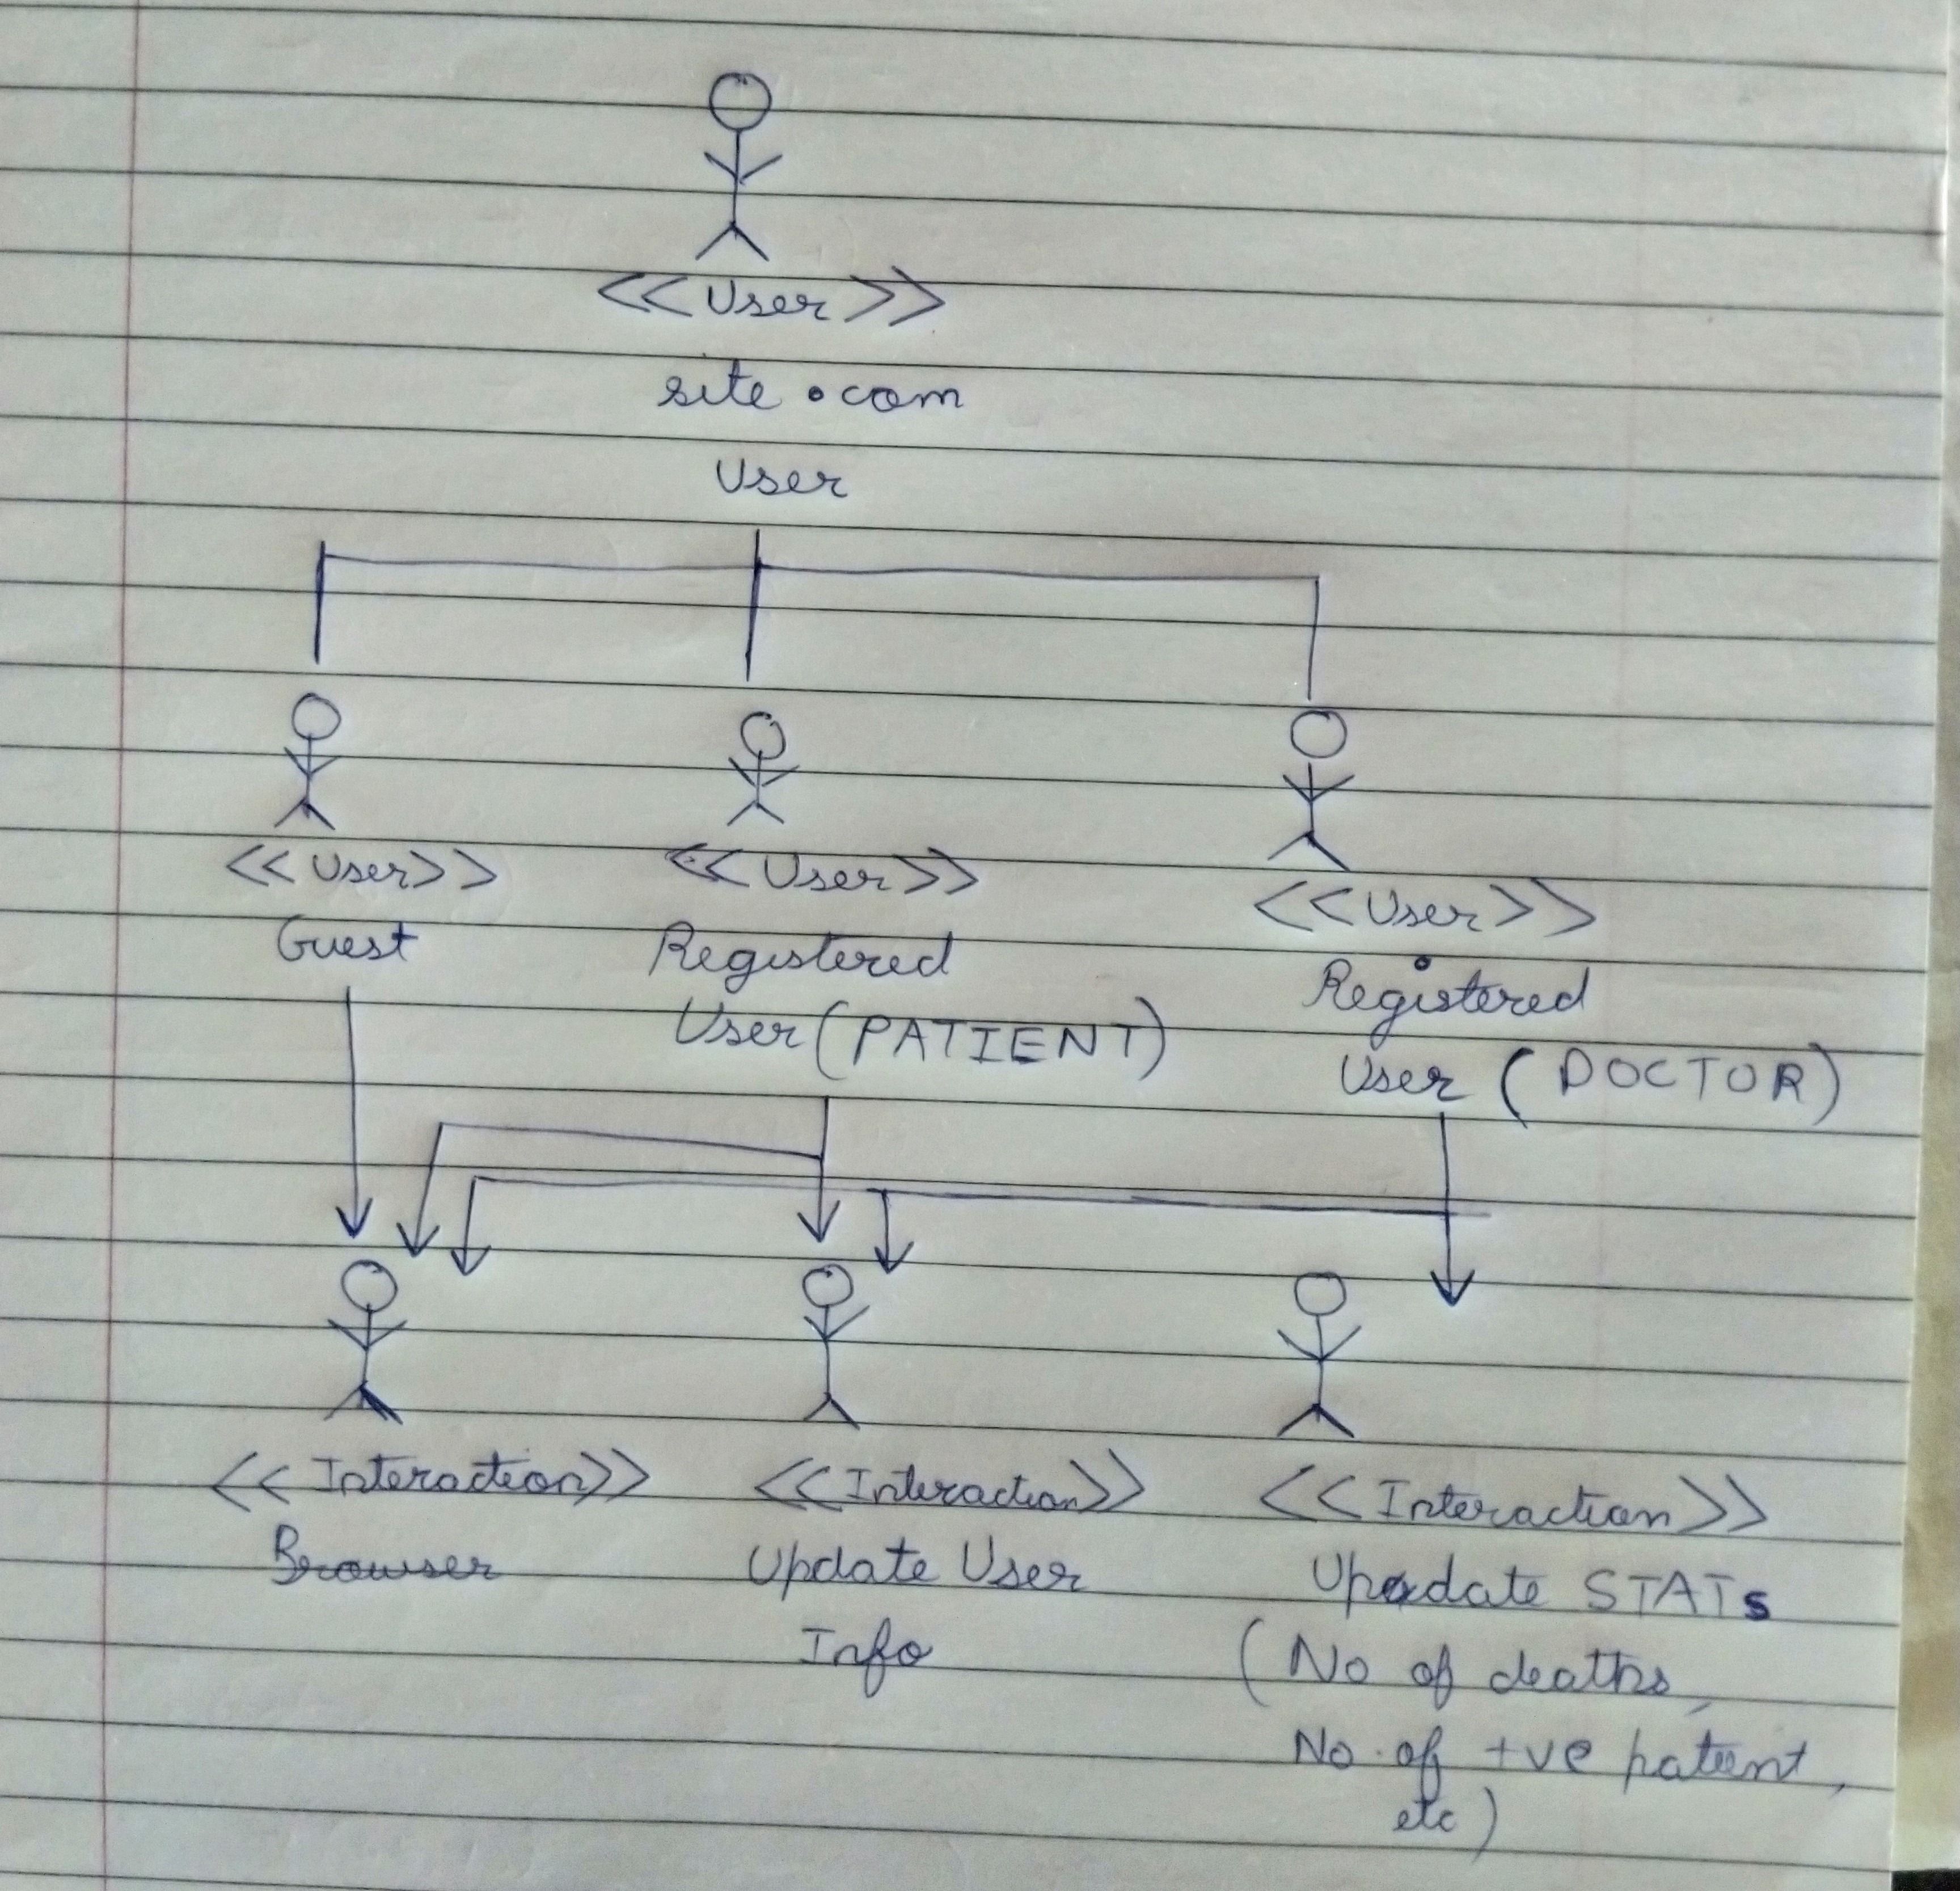 <<User>>
site.com
User
<<User>>
Guest
<<User>>
Registered
User (PATIENT)
<<User>>
Registered
User (DOCTOR)
<<Interaction>>
Browser
<<Interaction>>
Update User
Info
<<Interaction>>
Update STATs
(No of deaths,
No. of +ve patient,
etc)